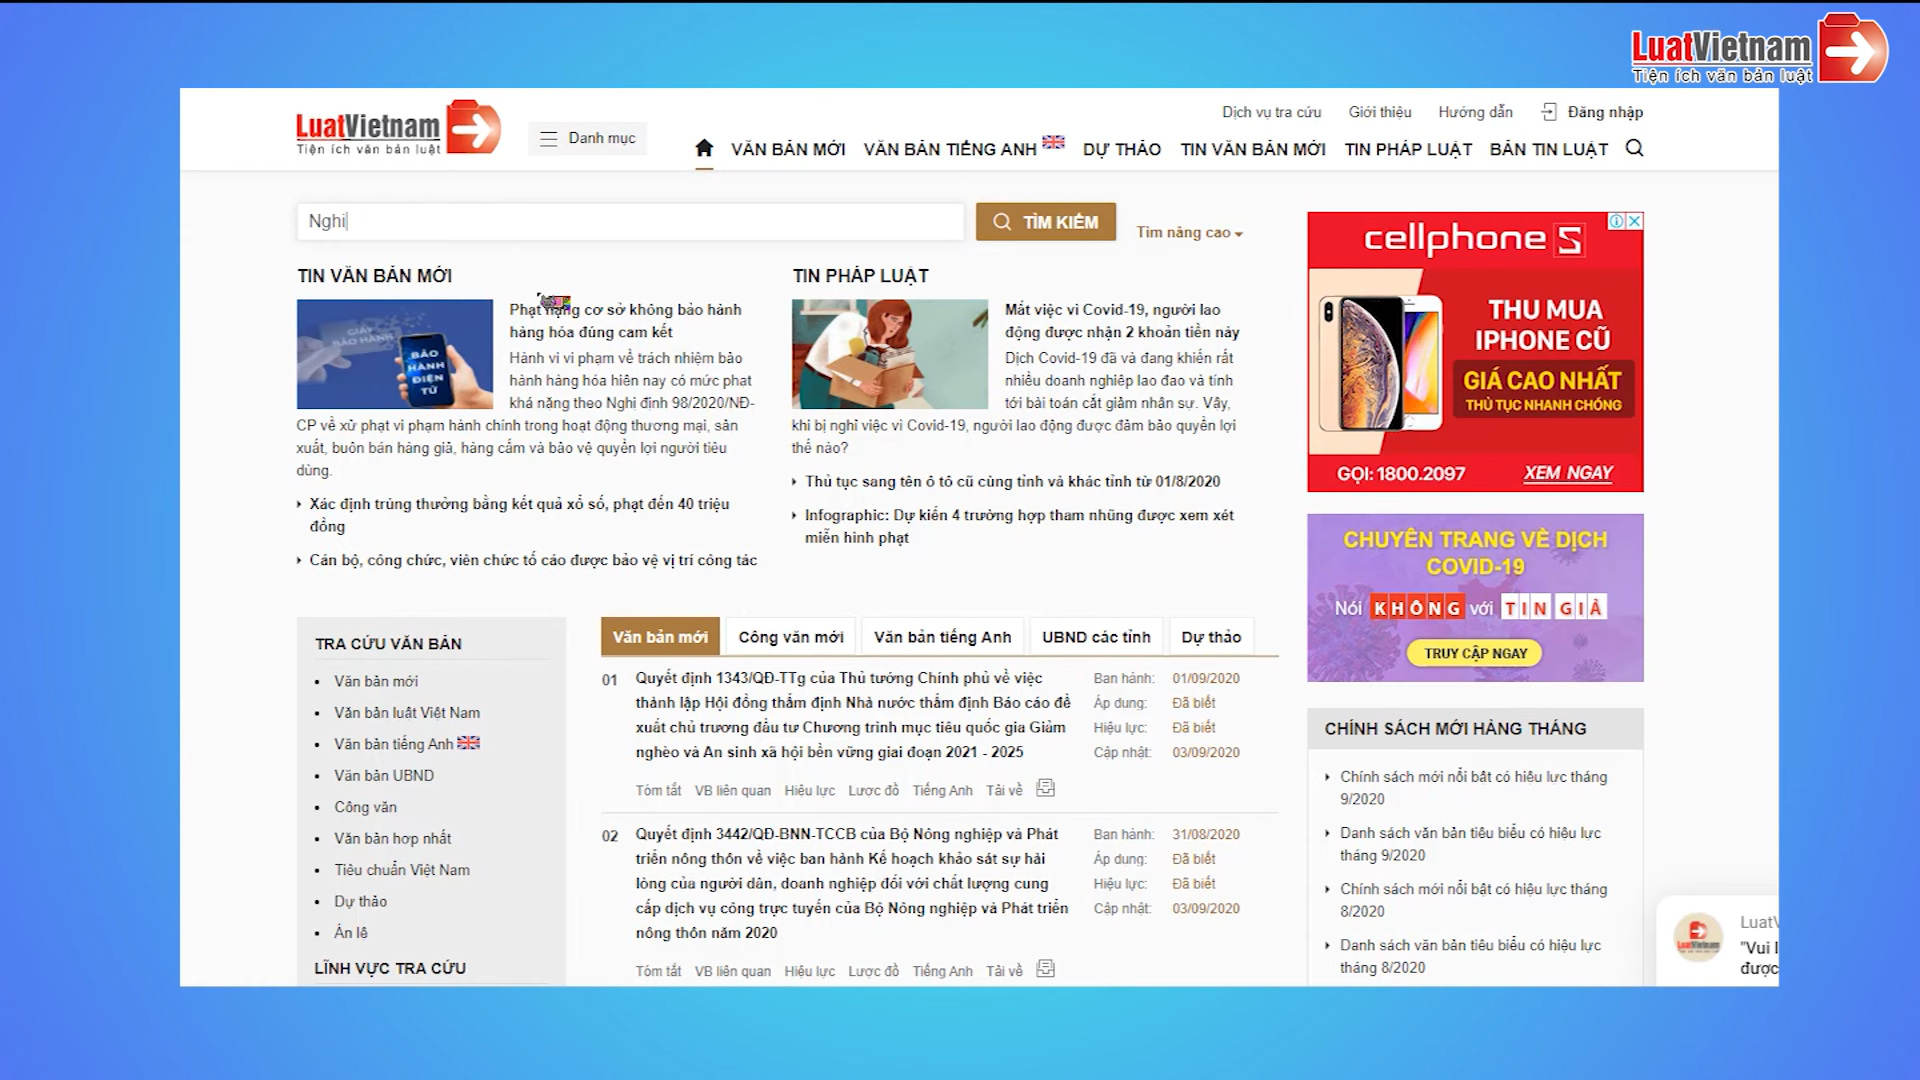 LuatVietnam
Tiện ích văn bản luật
LuatVietnam
Tiện ích văn bản luật
Danh mục
Dịch vụ tra cứu Giới thiệu Hướng dẫn Đăng nhập
VĂN BẢN MỚI VĂN BẢN TIẾNG ANH DỰ THẢO TIN VĂN BẢN MỚI TIN PHÁP LUẬT BẢN TIN LUẬT
Nghi
TÌM KIẾM
Tìm nâng cao
TIN VĂN BẢN MỚI
Phạt nặng cơ sở không bảo hành
hàng hóa đúng cam kết
Hành vi vi phạm về trách nhiệm bảo
hành hàng hóa hiện nay có mức phạt
khá nặng theo Nghị định 98/2020/NĐ-
CP về xử phạt vi phạm hành chính trong hoạt động thương mại, sản
xuất, buôn bán hàng giả, hàng cấm và bảo vệ quyền lợi người tiêu
dùng.
GIẤY
BẢO HÀNH
BẢO
HÀNH
ĐIỆN
TỬ
Xác định trúng thưởng bằng kết quả xổ số, phạt đến 40 triệu
đồng
Cán bộ, công chức, viên chức tố cáo được bảo vệ vị trí công tác
TIN PHÁP LUẬT
Mất việc vì Covid-19, người lao
động được nhận 2 khoản tiền này
Dịch Covid-19 đã và đang khiến rất
nhiều doanh nghiệp lao đao và tính
tới bài toán cắt giảm nhân sự. Vậy,
khi bị nghỉ việc vì Covid-19, người lao động được đảm bảo quyền lợi
thế nào?
Thủ tục sang tên ô tô cũ cùng tỉnh và khác tỉnh từ 01/8/2020
Infographic: Dự kiến 4 trường hợp tham nhũng được xem xét
miễn hình phạt
cellphone S
THU MUA
IPHONE CŨ
GIÁ CAO NHẤT
THỦ TỤC NHANH CHÓNG
GỌI: 1800.2097 XEM NGAY
CHUYÊN TRANG VỀ DỊCH
COVID-19
Nói KHÔNG với TIN GIẢ
TRUY CẬP NGAY
TRA CỨU VĂN BẢN
Văn bản mới
Văn bản luật Việt Nam
Văn bản tiếng Anh
Văn bản UBND
Công văn
Văn bản hợp nhất
Tiêu chuẩn Việt Nam
Dự thảo
Án lệ
LĨNH VỰC TRA CỨU
Văn bản mới Công văn mới Văn bản tiếng Anh UBND các tỉnh Dự thảo
01 Quyết định 1343/QĐ-TTg của Thủ tướng Chính phủ về việc
thành lập Hội đồng thẩm định Nhà nước thẩm định Báo cáo đề
xuất chủ trương đầu tư Chương trình mục tiêu quốc gia Giảm
nghèo và An sinh xã hội bền vững giai đoạn 2021 - 2025
Ban hành: 01/09/2020
Áp dụng: Đã biết
Hiệu lực: Đã biết
Cập nhật: 03/09/2020
Tóm tắt VB liên quan Hiệu lực Lược đồ Tiếng Anh Tải về
02 Quyết định 3442/QĐ-BNN-TCCB của Bộ Nông nghiệp và Phát
triển nông thôn về việc ban hành Kế hoạch khảo sát sự hài
lòng của người dân, doanh nghiệp đối với chất lượng cung
cấp dịch vụ công trực tuyến của Bộ Nông nghiệp và Phát triển
nông thôn năm 2020
Ban hành: 31/08/2020
Áp dụng: Đã biết
Hiệu lực: Đã biết
Cập nhật: 03/09/2020
Tóm tắt VB liên quan Hiệu lực Lược đồ Tiếng Anh Tải về
CHÍNH SÁCH MỚI HÀNG THÁNG
Chính sách mới nổi bật có hiệu lực tháng
9/2020
Danh sách văn bản tiêu biểu có hiệu lực
tháng 9/2020
Chính sách mới nổi bật có hiệu lực tháng
8/2020
Danh sách văn bản tiêu biểu có hiệu lực
tháng 8/2020
LuatV
"Vui l
được